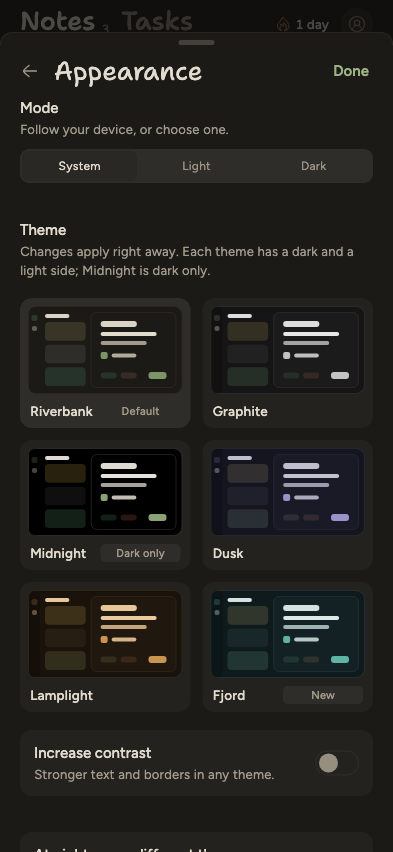 Notes 3 Tasks 1 day
Appearance Done
Mode
Follow your device, or choose one.
System Light Dark
Theme
Changes apply right away. Each theme has a dark and a
light side; Midnight is dark only.
Riverbank Default
Graphite
Midnight Dark only
Dusk
Lamplight
Fjord New
Increase contrast
Stronger text and borders in any theme.